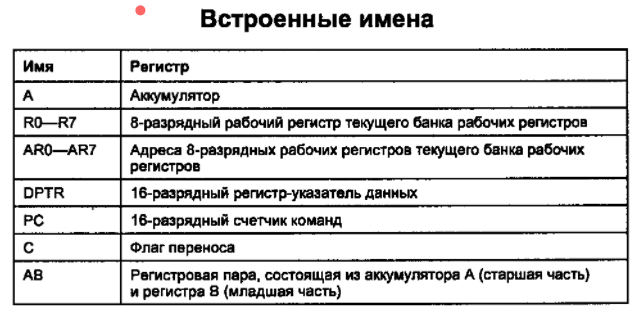 Встроенные имена
Имя Регистр
A Аккумулятор
R0—R7 8-разрядный рабочий регистр текущего банка рабочих регистров
AR0—AR7 Адреса 8-разрядных рабочих регистров текущего банка рабочих
регистров
DPTR 16-разрядный регистр-указатель данных
PC 16-разрядный счетчик команд
C Флаг переноса
AB Регистровая пара, состоящая из аккумулятора A (старшая часть)
и регистра B (младшая часть)